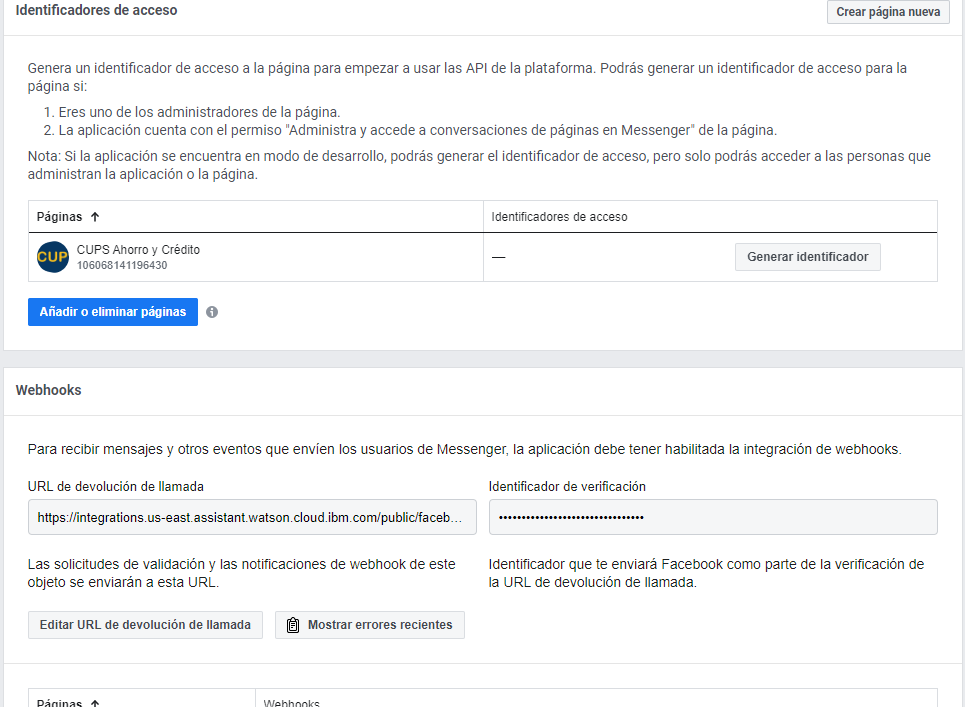 Identificadores de acceso
Crear página nueva
Genera un identificador de acceso a la página para empezar a usar las API de la plataforma. Podrás generar un identificador de acceso para la
página si:
1. Eres uno de los administradores de la página.
2. La aplicación cuenta con el permiso "Administra y accede a conversaciones de páginas en Messenger" de la página.
Nota: Si la aplicación se encuentra en modo de desarrollo, podrás generar el identificador de acceso, pero solo podrás acceder a las personas que
administran la aplicación o la página.
Páginas ↑
Identificadores de acceso
CUP
CUPS Ahorro y Crédito
106068141196430
—
Generar identificador
Añadir o eliminar páginas
Webhooks
Para recibir mensajes y otros eventos que envíen los usuarios de Messenger, la aplicación debe tener habilitada la integración de webhooks.
URL de devolución de llamada
Identificador de verificación
https://integrations.us-east.assistant.watson.cloud.ibm.com/public/faceb...
••••••••••••••••••••••••••••••••
Las solicitudes de validación y las notificaciones de webhook de este
objeto se enviarán a esta URL.
Identificador que te enviará Facebook como parte de la verificación de
la URL de devolución de llamada.
Editar URL de devolución de llamada
Mostrar errores recientes
Páginas ↑
Webhooks